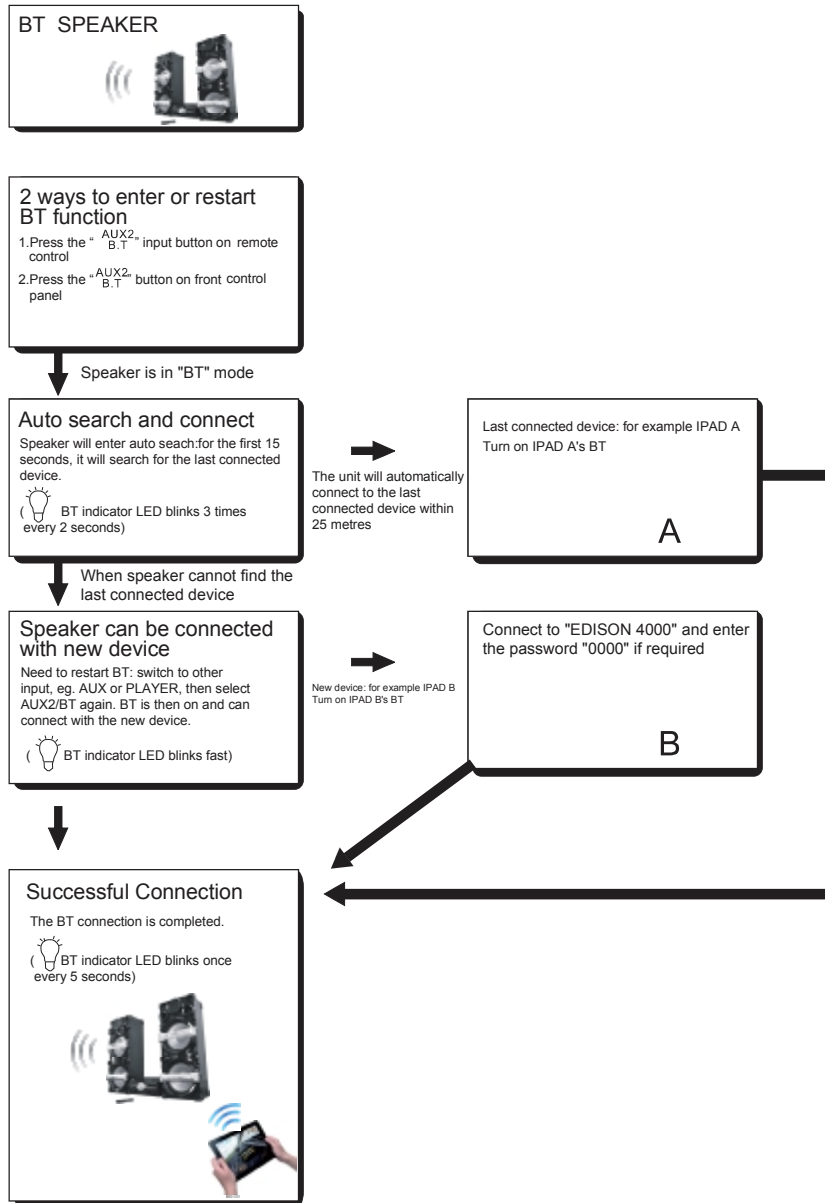 BT SPEAKER
2 ways to enter or restart
BT function
1.Press the “ AUX2 B.T ” input button on remote
control
2.Press the “ AUX2 B.T ” button on front control
panel
Speaker is in "BT" mode
Auto search and connect
Speaker will enter auto seach:for the first 15
seconds, it will search for the last connected
device.
( BT indicator LED blinks 3 times
every 2 seconds)
The unit will automatically
connect to the last
connected device within
25 metres
Last connected device: for example IPAD A
Turn on IPAD A's BT
A
When speaker cannot find the
last connected device
Speaker can be connected
with new device
Need to restart BT: switch to other
input, eg. AUX or PLAYER, then select
AUX2/BT again. BT is then on and can
connect with the new device.
( BT indicator LED blinks fast)
New device: for example IPAD B
Turn on IPAD B's BT
Connect to "EDISON 4000" and enter
the password "0000" if required
B
Successful Connection
The BT connection is completed.
( BT indicator LED blinks once
every 5 seconds)